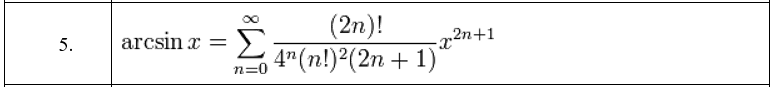 5. arcsin x = \sum_{n=0}^{\infty} \frac{(2n)!}{4^n(n!)^2(2n+1)} x^{2n+1}